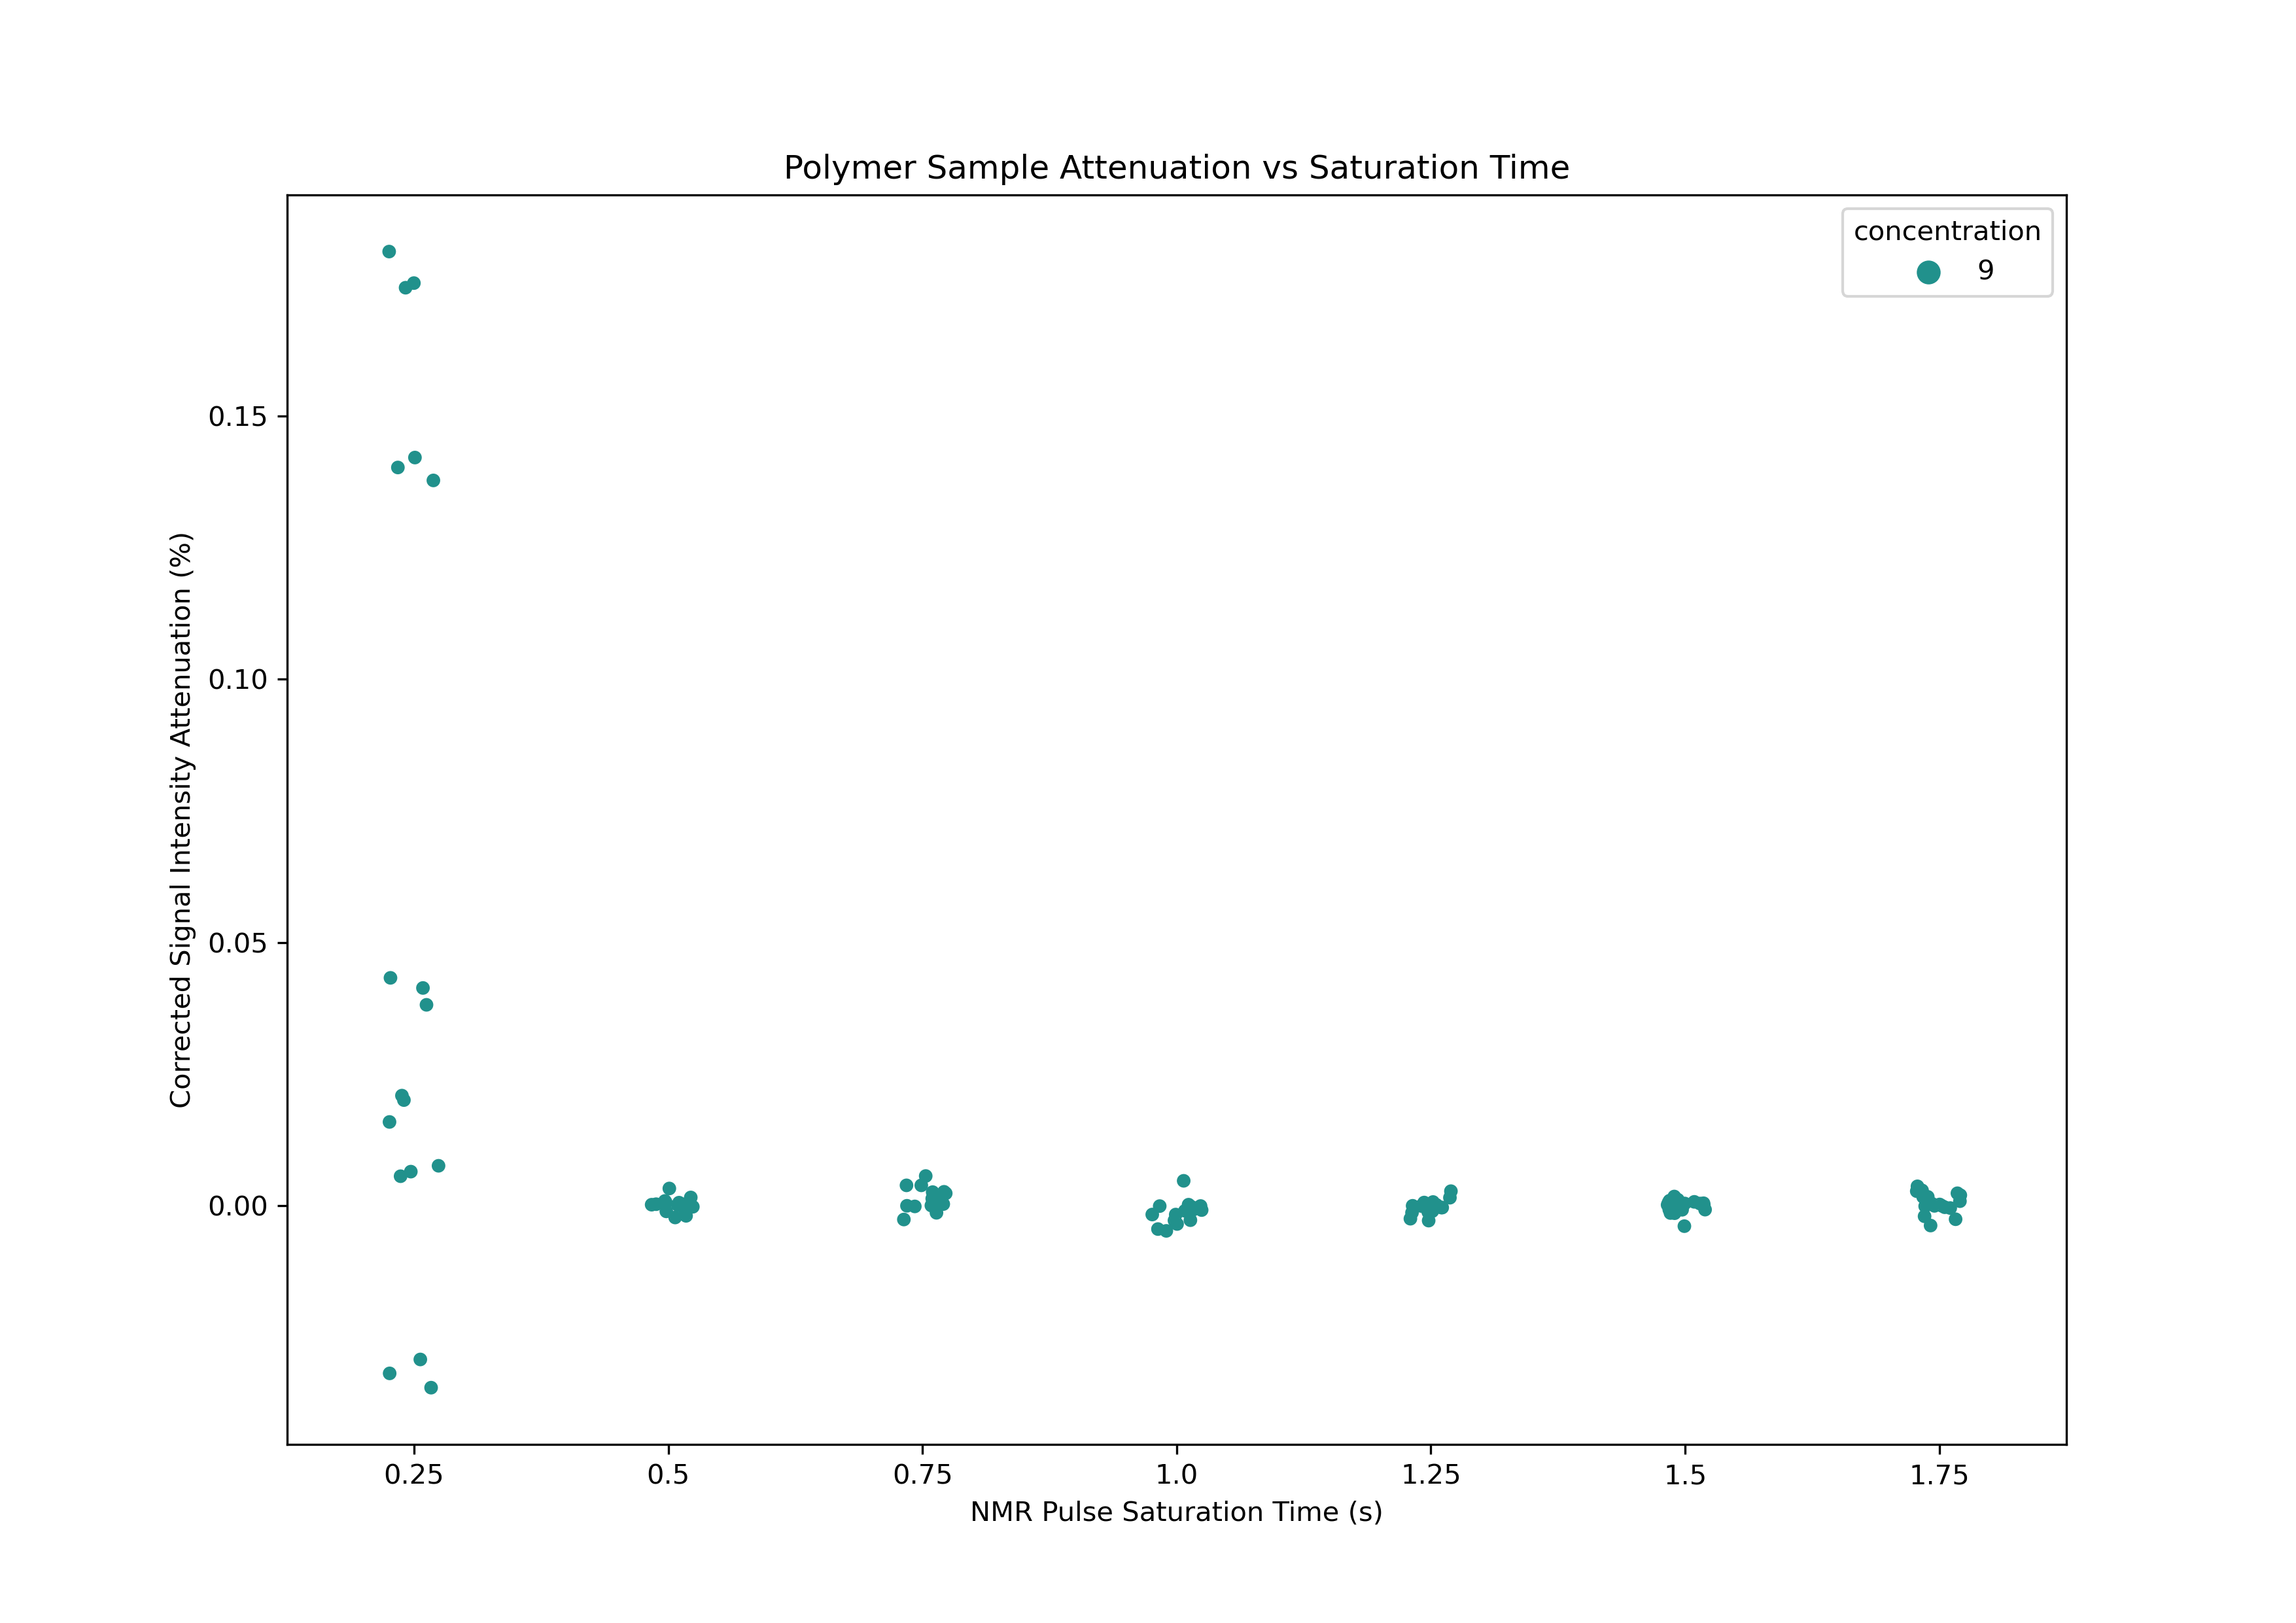 Polymer Sample Attenuation vs Saturation Time
concentration
9
0.15
0.10
0.05
0.00
Corrected Signal Intensity Attenuation (%)
0.25 0.5 0.75 1.0 1.25 1.5 1.75
NMR Pulse Saturation Time (s)